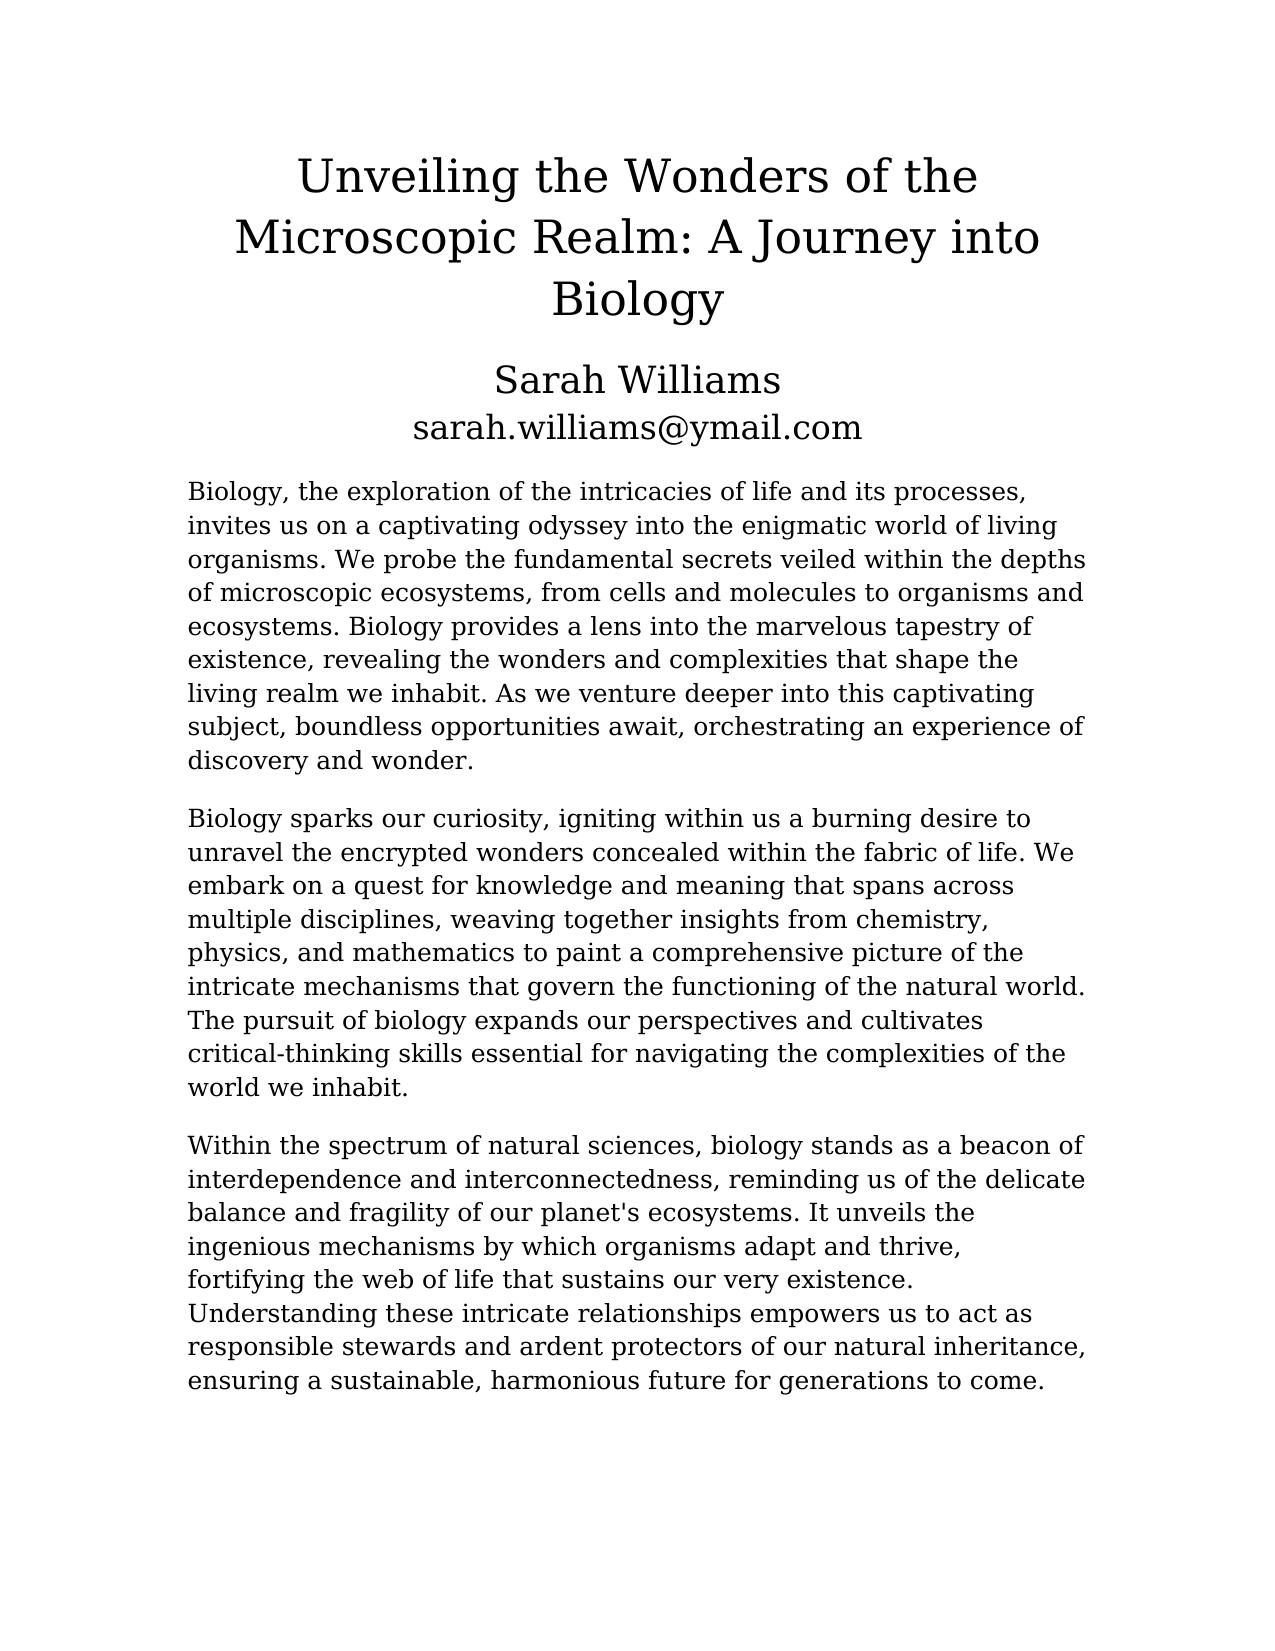 Unveiling the Wonders of the
Microscopic Realm: A Journey into
Biology
Sarah Williams
sarah.williams@ymail.com
Biology, the exploration of the intricacies of life and its processes,
invites us on a captivating odyssey into the enigmatic world of living
organisms. We probe the fundamental secrets veiled within the depths
of microscopic ecosystems, from cells and molecules to organisms and
ecosystems. Biology provides a lens into the marvelous tapestry of
existence, revealing the wonders and complexities that shape the
living realm we inhabit. As we venture deeper into this captivating
subject, boundless opportunities await, orchestrating an experience of
discovery and wonder.
Biology sparks our curiosity, igniting within us a burning desire to
unravel the encrypted wonders concealed within the fabric of life. We
embark on a quest for knowledge and meaning that spans across
multiple disciplines, weaving together insights from chemistry,
physics, and mathematics to paint a comprehensive picture of the
intricate mechanisms that govern the functioning of the natural world.
The pursuit of biology expands our perspectives and cultivates
critical-thinking skills essential for navigating the complexities of the
world we inhabit.
Within the spectrum of natural sciences, biology stands as a beacon of
interdependence and interconnectedness, reminding us of the delicate
balance and fragility of our planet's ecosystems. It unveils the
ingenious mechanisms by which organisms adapt and thrive,
fortifying the web of life that sustains our very existence.
Understanding these intricate relationships empowers us to act as
responsible stewards and ardent protectors of our natural inheritance,
ensuring a sustainable, harmonious future for generations to come.